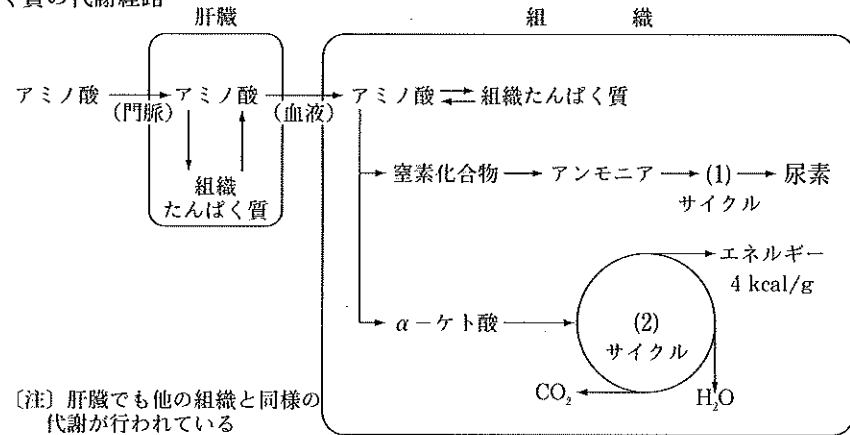 く質の代謝経路
肝臓
組織
アミノ酸
(門脈)
アミノ酸
(血液)
アミノ酸
組織たんぱく質
組織
たんぱく質
窒素化合物
アンモニア
(1)
サイクル
尿素
α-ケト酸
(2)
サイクル
エネルギー
4 kcal/g
CO₂
H₂O
〔注〕肝臓でも他の組織と同様の
代謝が行われている